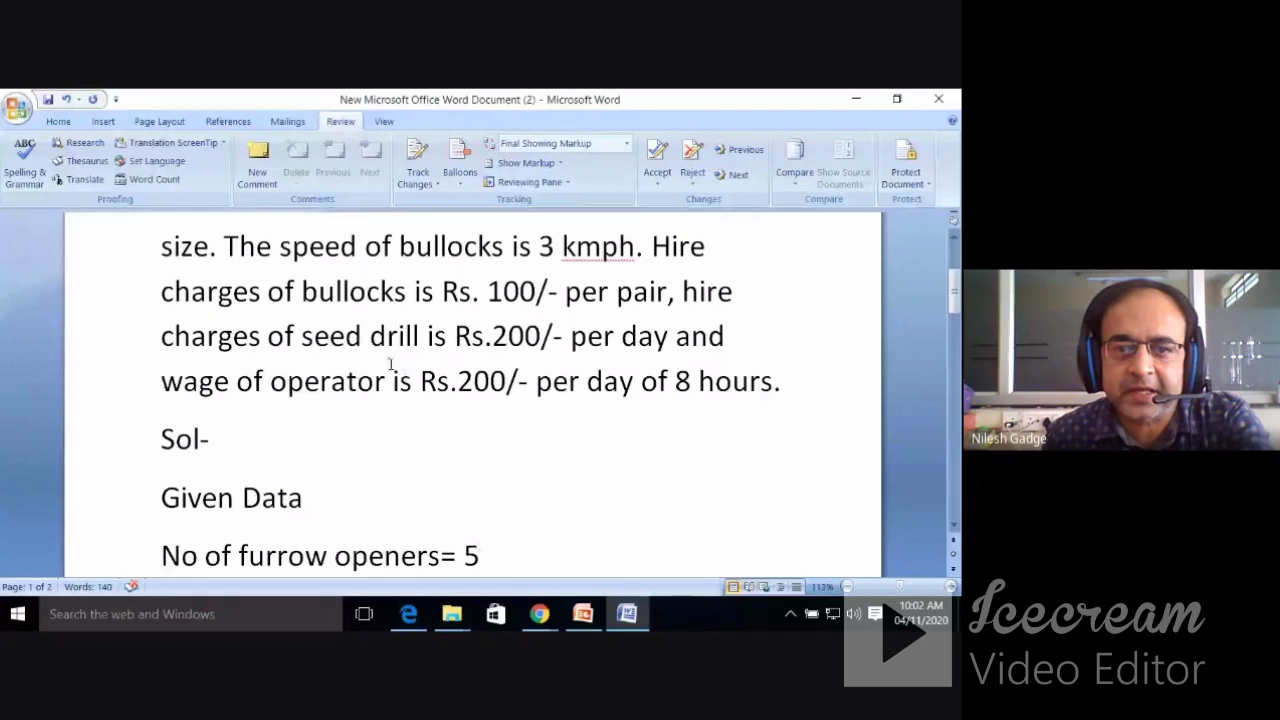 New Microsoft Office Word Document (2) - Microsoft Word
Home Insert Page Layout References Mailings Review View
ABC
Spelling & Grammar
Research
Thesaurus
Translate
Translation ScreenTip
Set Language
Word Count
Proofing
New Comment
Delete
Previous
Next
Comments
Track Changes
Balloons
Final Showing Markup
Show Markup
Reviewing Pane
Tracking
Accept
Reject
Previous
Next
Changes
Compare
Show Source Documents
Compare
Protect Document
Protect
size. The speed of bullocks is 3 kmph. Hire
charges of bullocks is Rs. 100/- per pair, hire
charges of seed drill is Rs.200/- per day and
wage of operator is Rs.200/- per day of 8 hours.
Sol-
Given Data
No of furrow openers= 5
Nilesh Gadge
Page: 1 of 2 Words: 140 113%
Search the web and Windows
10:02 AM
04/11/2020
Icecream
Video Editor